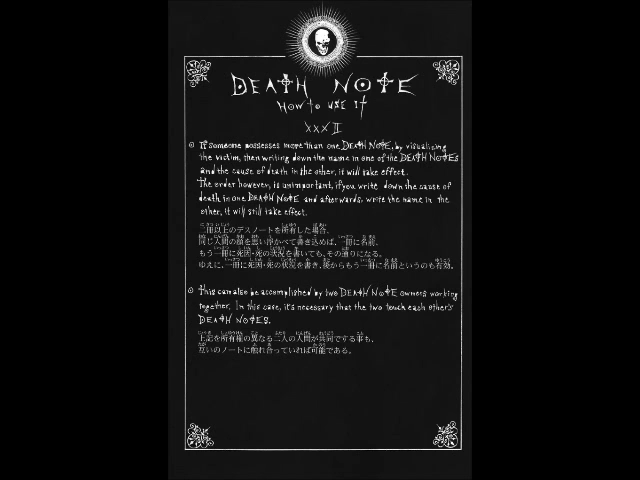 DEATH NOTE
HOW TO USE IT
XXXII
If someone possesses more than one DEATH NOTE, by visualizing
the victim, then writing down the name in one of the DEATH NOTES
and the cause of death in the other, it will take effect.
The order however, is unimportant, if you write down the cause of
death in one DEATH NOTE and afterwards, write the name in the
other, it will still take effect.
二冊以上のデスノートを所有した場合、
同じ人間の顔を思い浮かべて書き込めば、一冊に名前、
もう一冊に死因・死の状況を書いても、その通りになる。
ゆえに、一冊に死因・死の状況を書き、後からもう一冊に名前というのも有効。
This can also be accomplished by two DEATH NOTE owners working
together. In this case, it's necessary that the two touch each other's
DEATH NOTES.
上記を所有権の異なる二人の人間が共同でする事も、
互いのノートに触れ合っていれば可能である。